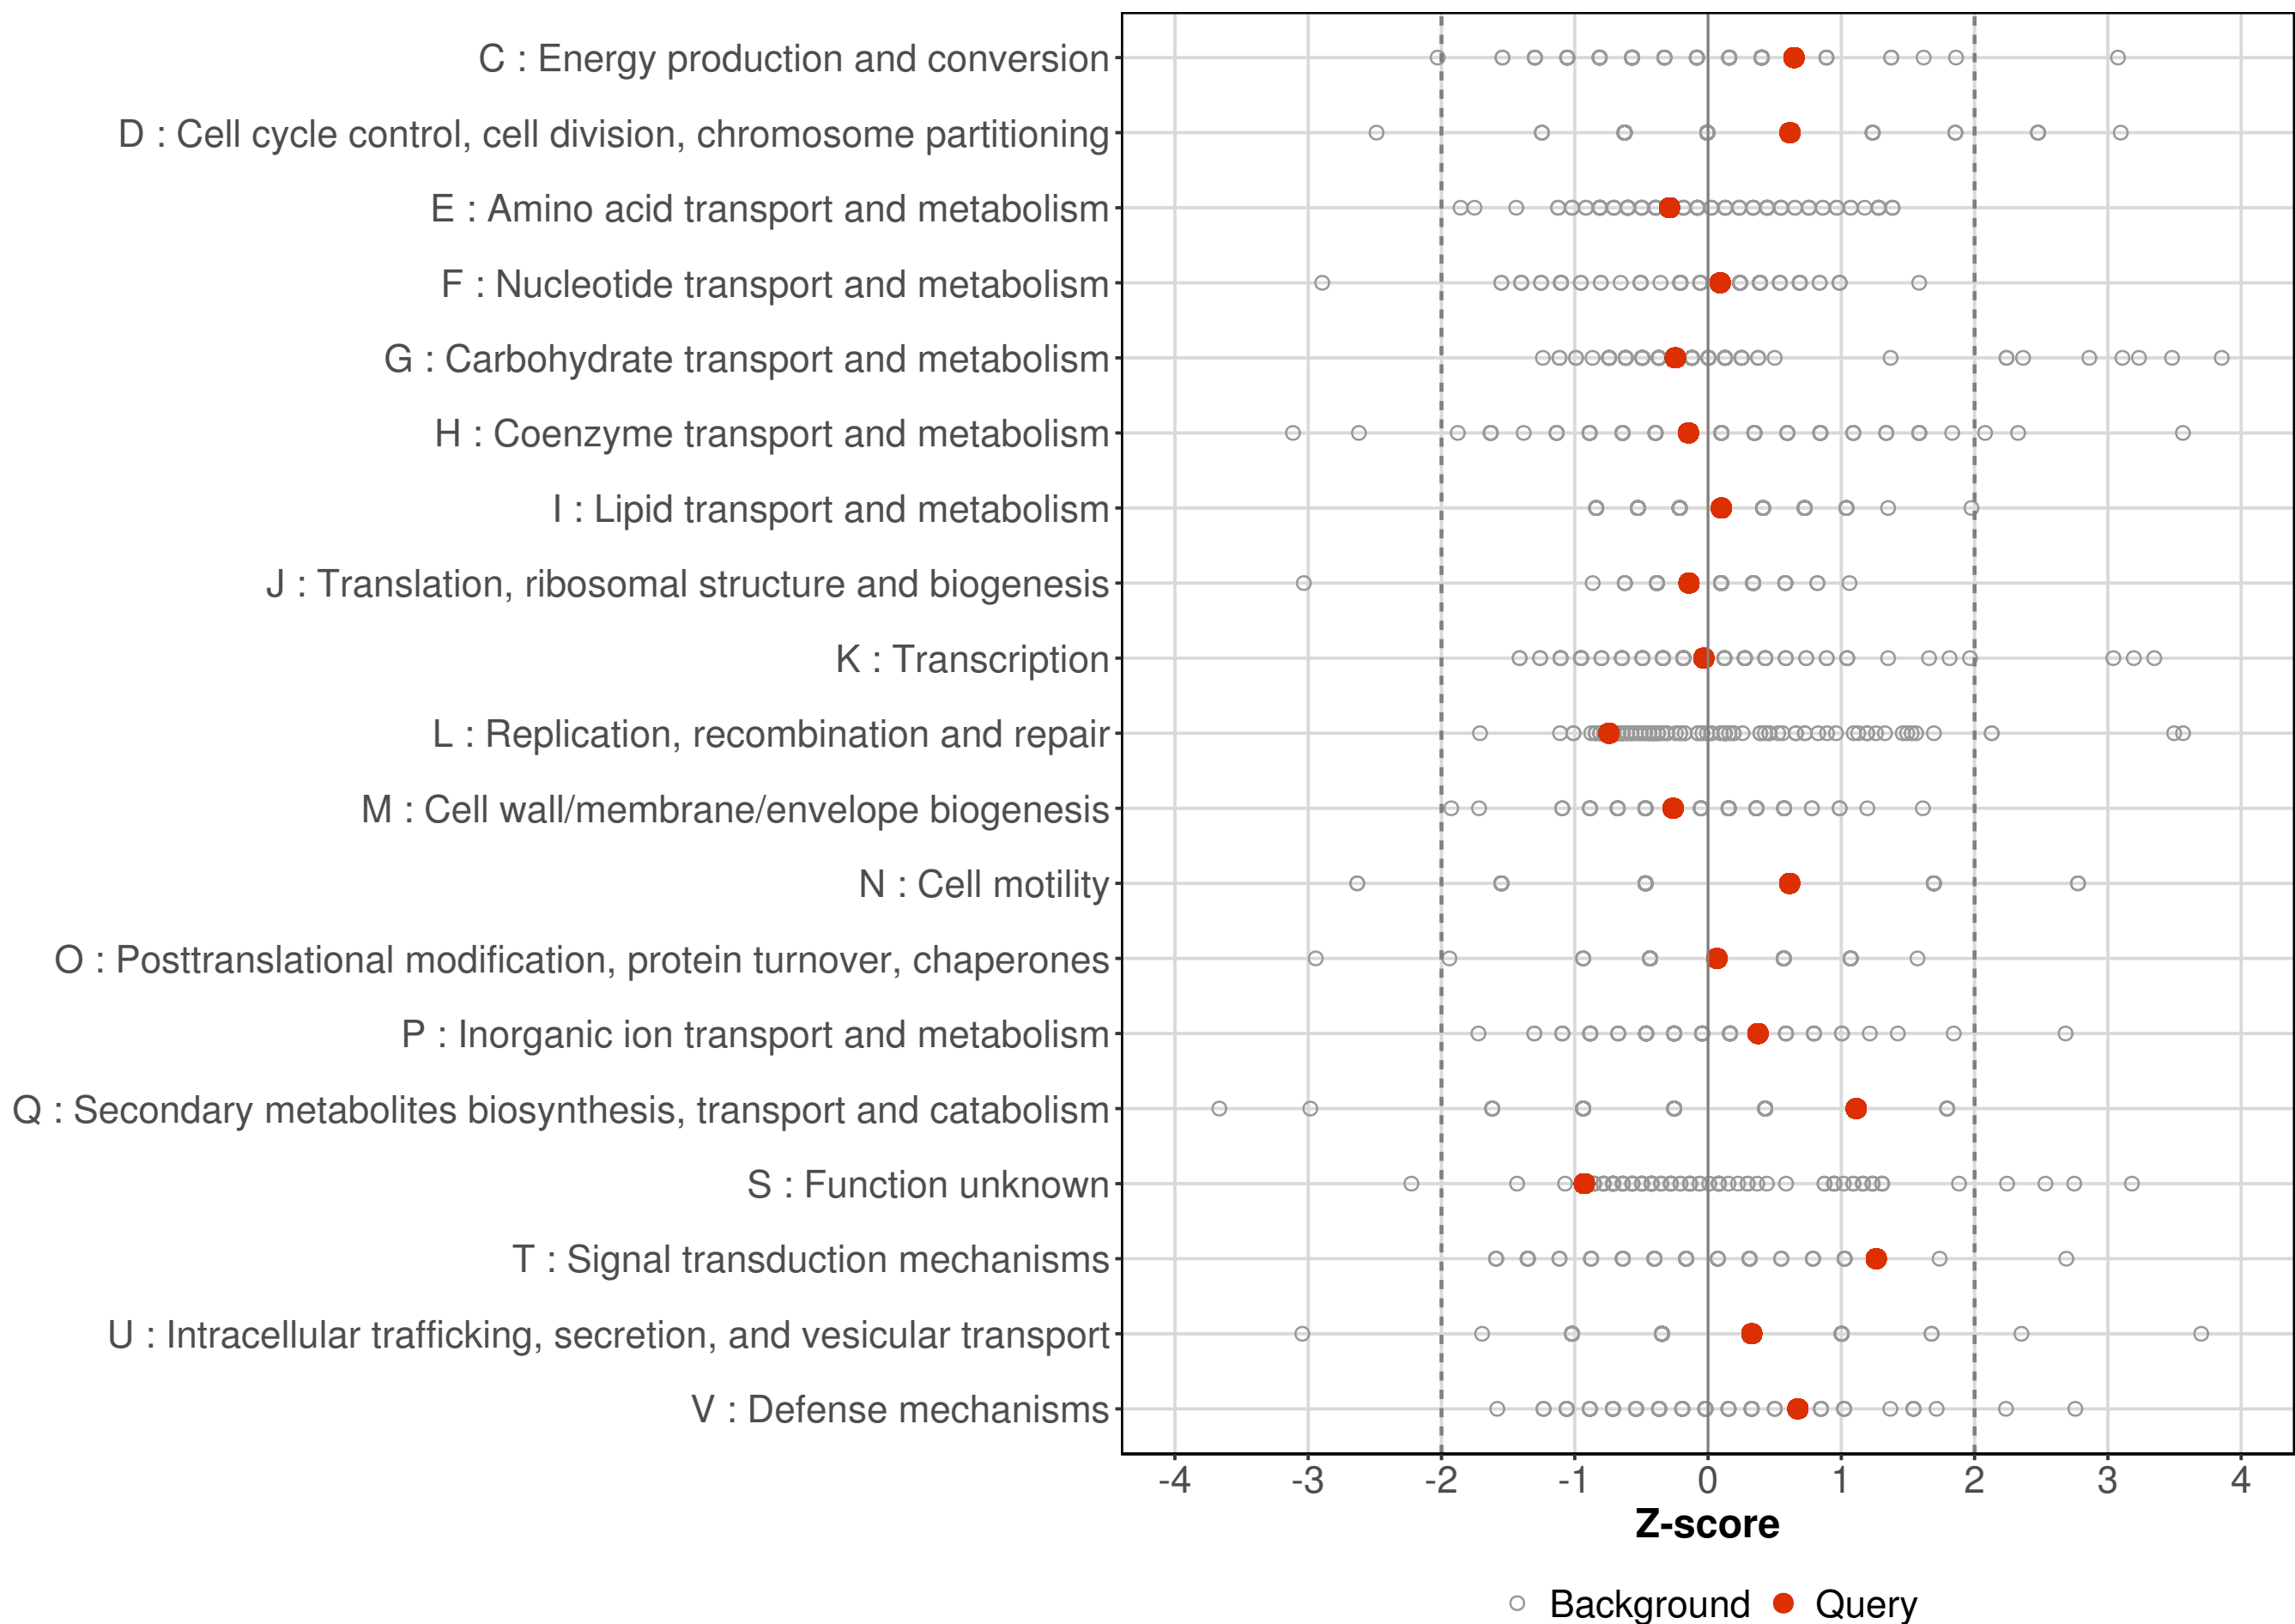 C : Energy production and conversion
D : Cell cycle control, cell division, chromosome partitioning
E : Amino acid transport and metabolism
F : Nucleotide transport and metabolism
G : Carbohydrate transport and metabolism
H : Coenzyme transport and metabolism
I : Lipid transport and metabolism
J : Translation, ribosomal structure and biogenesis
K : Transcription
L : Replication, recombination and repair
M : Cell wall/membrane/envelope biogenesis
N : Cell motility
O : Posttranslational modification, protein turnover, chaperones
P : Inorganic ion transport and metabolism
Q : Secondary metabolites biosynthesis, transport and catabolism
S : Function unknown
T : Signal transduction mechanisms
U : Intracellular trafficking, secretion, and vesicular transport
V : Defense mechanisms
-4 -3 -2 -1 0 1 2 3 4
Z-score
Background Query